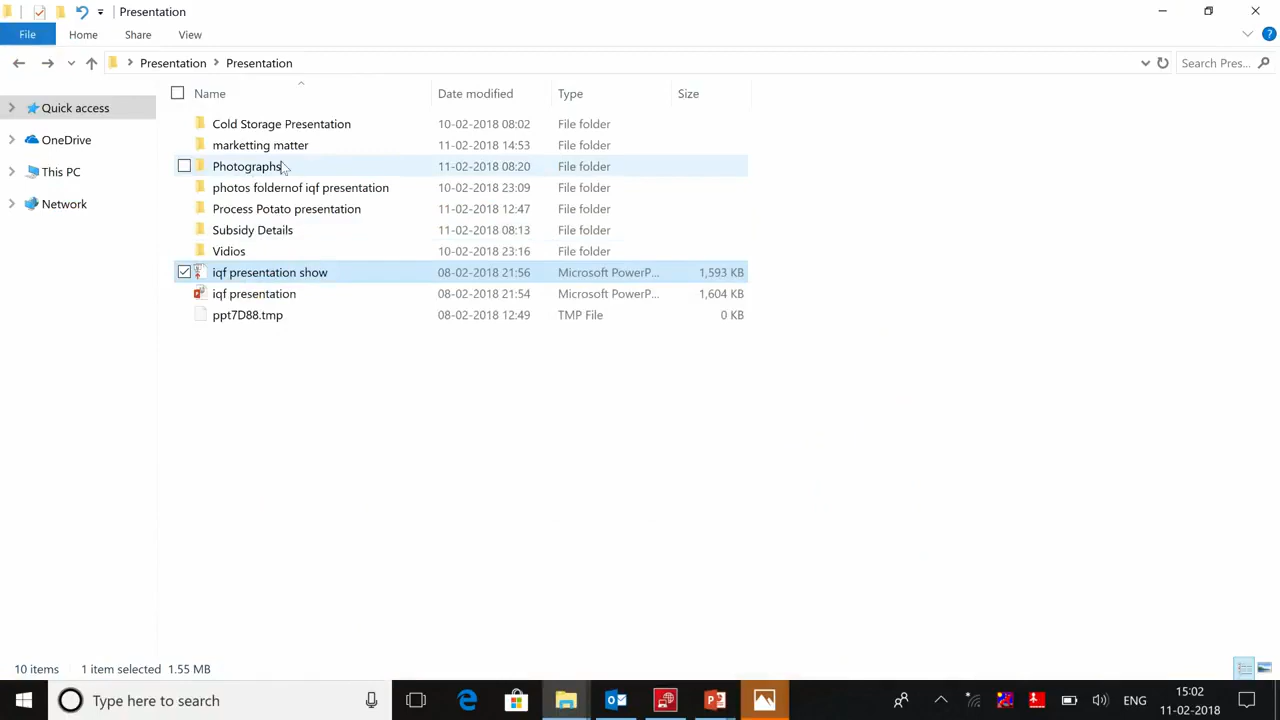 Presentation
File Home Share View
Presentation Presentation Search Pres...
Name Date modified Type Size
Quick access
OneDrive
This PC
Network
Cold Storage Presentation 10-02-2018 08:02 File folder
marketting matter 11-02-2018 14:53 File folder
Photographs 11-02-2018 08:20 File folder
photos foldernof iqf presentation 10-02-2018 23:09 File folder
Process Potato presentation 11-02-2018 12:47 File folder
Subsidy Details 11-02-2018 08:13 File folder
Vidios 10-02-2018 23:16 File folder
iqf presentation show 08-02-2018 21:56 Microsoft PowerP... 1,593 KB
iqf presentation 08-02-2018 21:54 Microsoft PowerP... 1,604 KB
ppt7D88.tmp 08-02-2018 12:49 TMP File 0 KB
10 items 1 item selected 1.55 MB
Type here to search ENG 15:02
11-02-2018